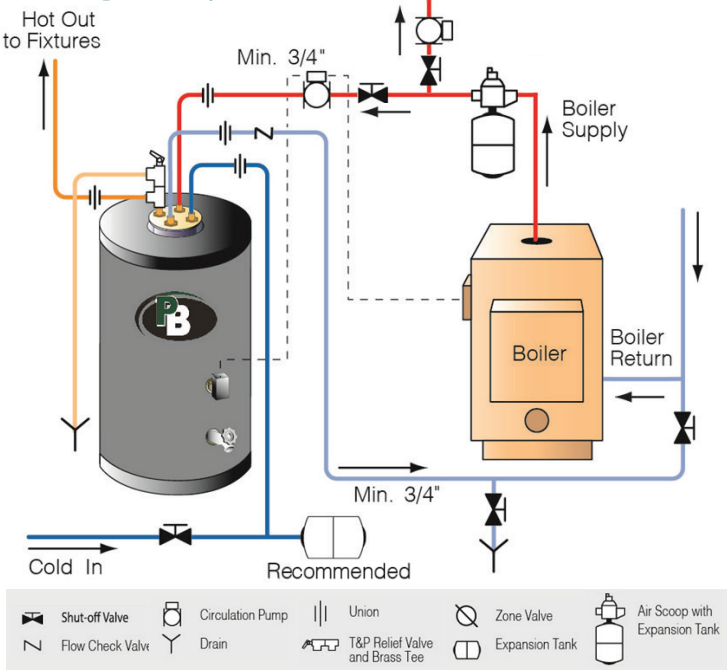 Hot Out
to Fixtures
Min. 3/4"
Boiler
Supply
PB
Boiler
Boiler
Return
Min. 3/4"
Cold In
Recommended
Shut-off Valve
Circulation Pump
Union
Zone Valve
Air Scoop with
Expansion Tank
Flow Check Valve
Drain
T&P Relief Valve
and Brass Tee
Expansion Tank